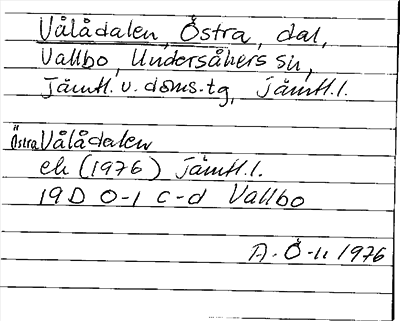 Vålådalen, Östra, dal,
Vallbo, Undersåkers sn,
Jämtl. v. doms.tg, Jämtl. l.
Östra Vålådalen
ek (1976) Jämtl. l.
19D 0-1 c-d Vallbo
A. Ö-n 1976